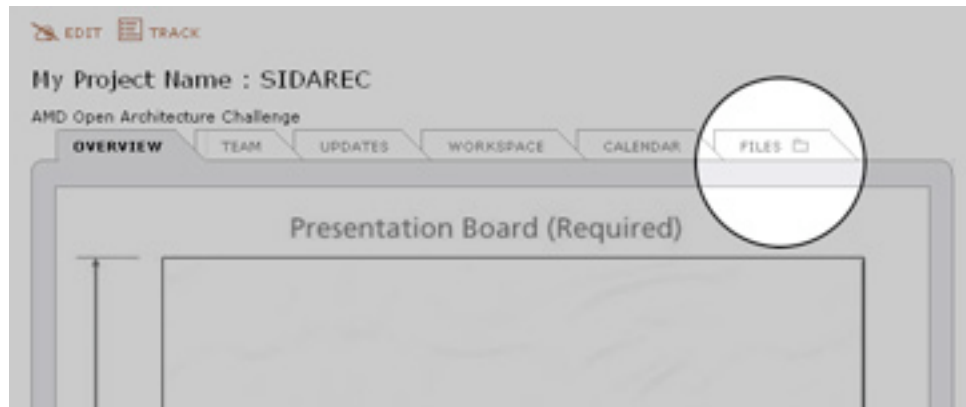 EDIT TRACK
My Project Name : SIDAREC
AMD Open Architecture Challenge
OVERVIEW TEAM UPDATES WORKSPACE CALENDAR FILES
Presentation Board (Required)